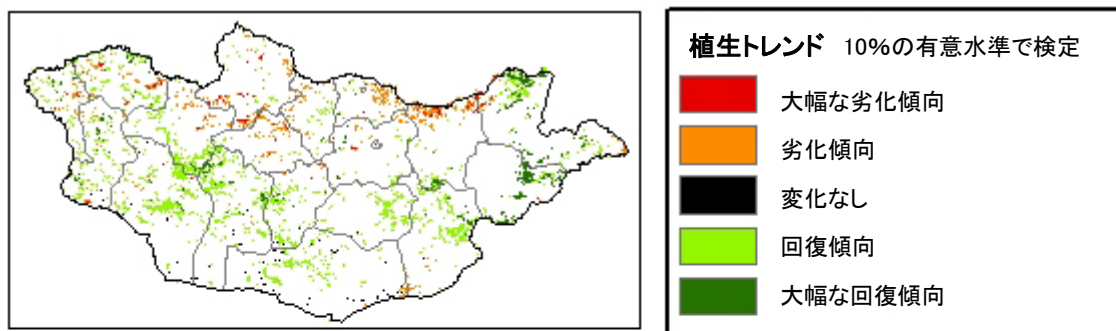 植生トレンド 10%の有意水準で検定
大幅な劣化傾向
劣化傾向
変化なし
回復傾向
大幅な回復傾向